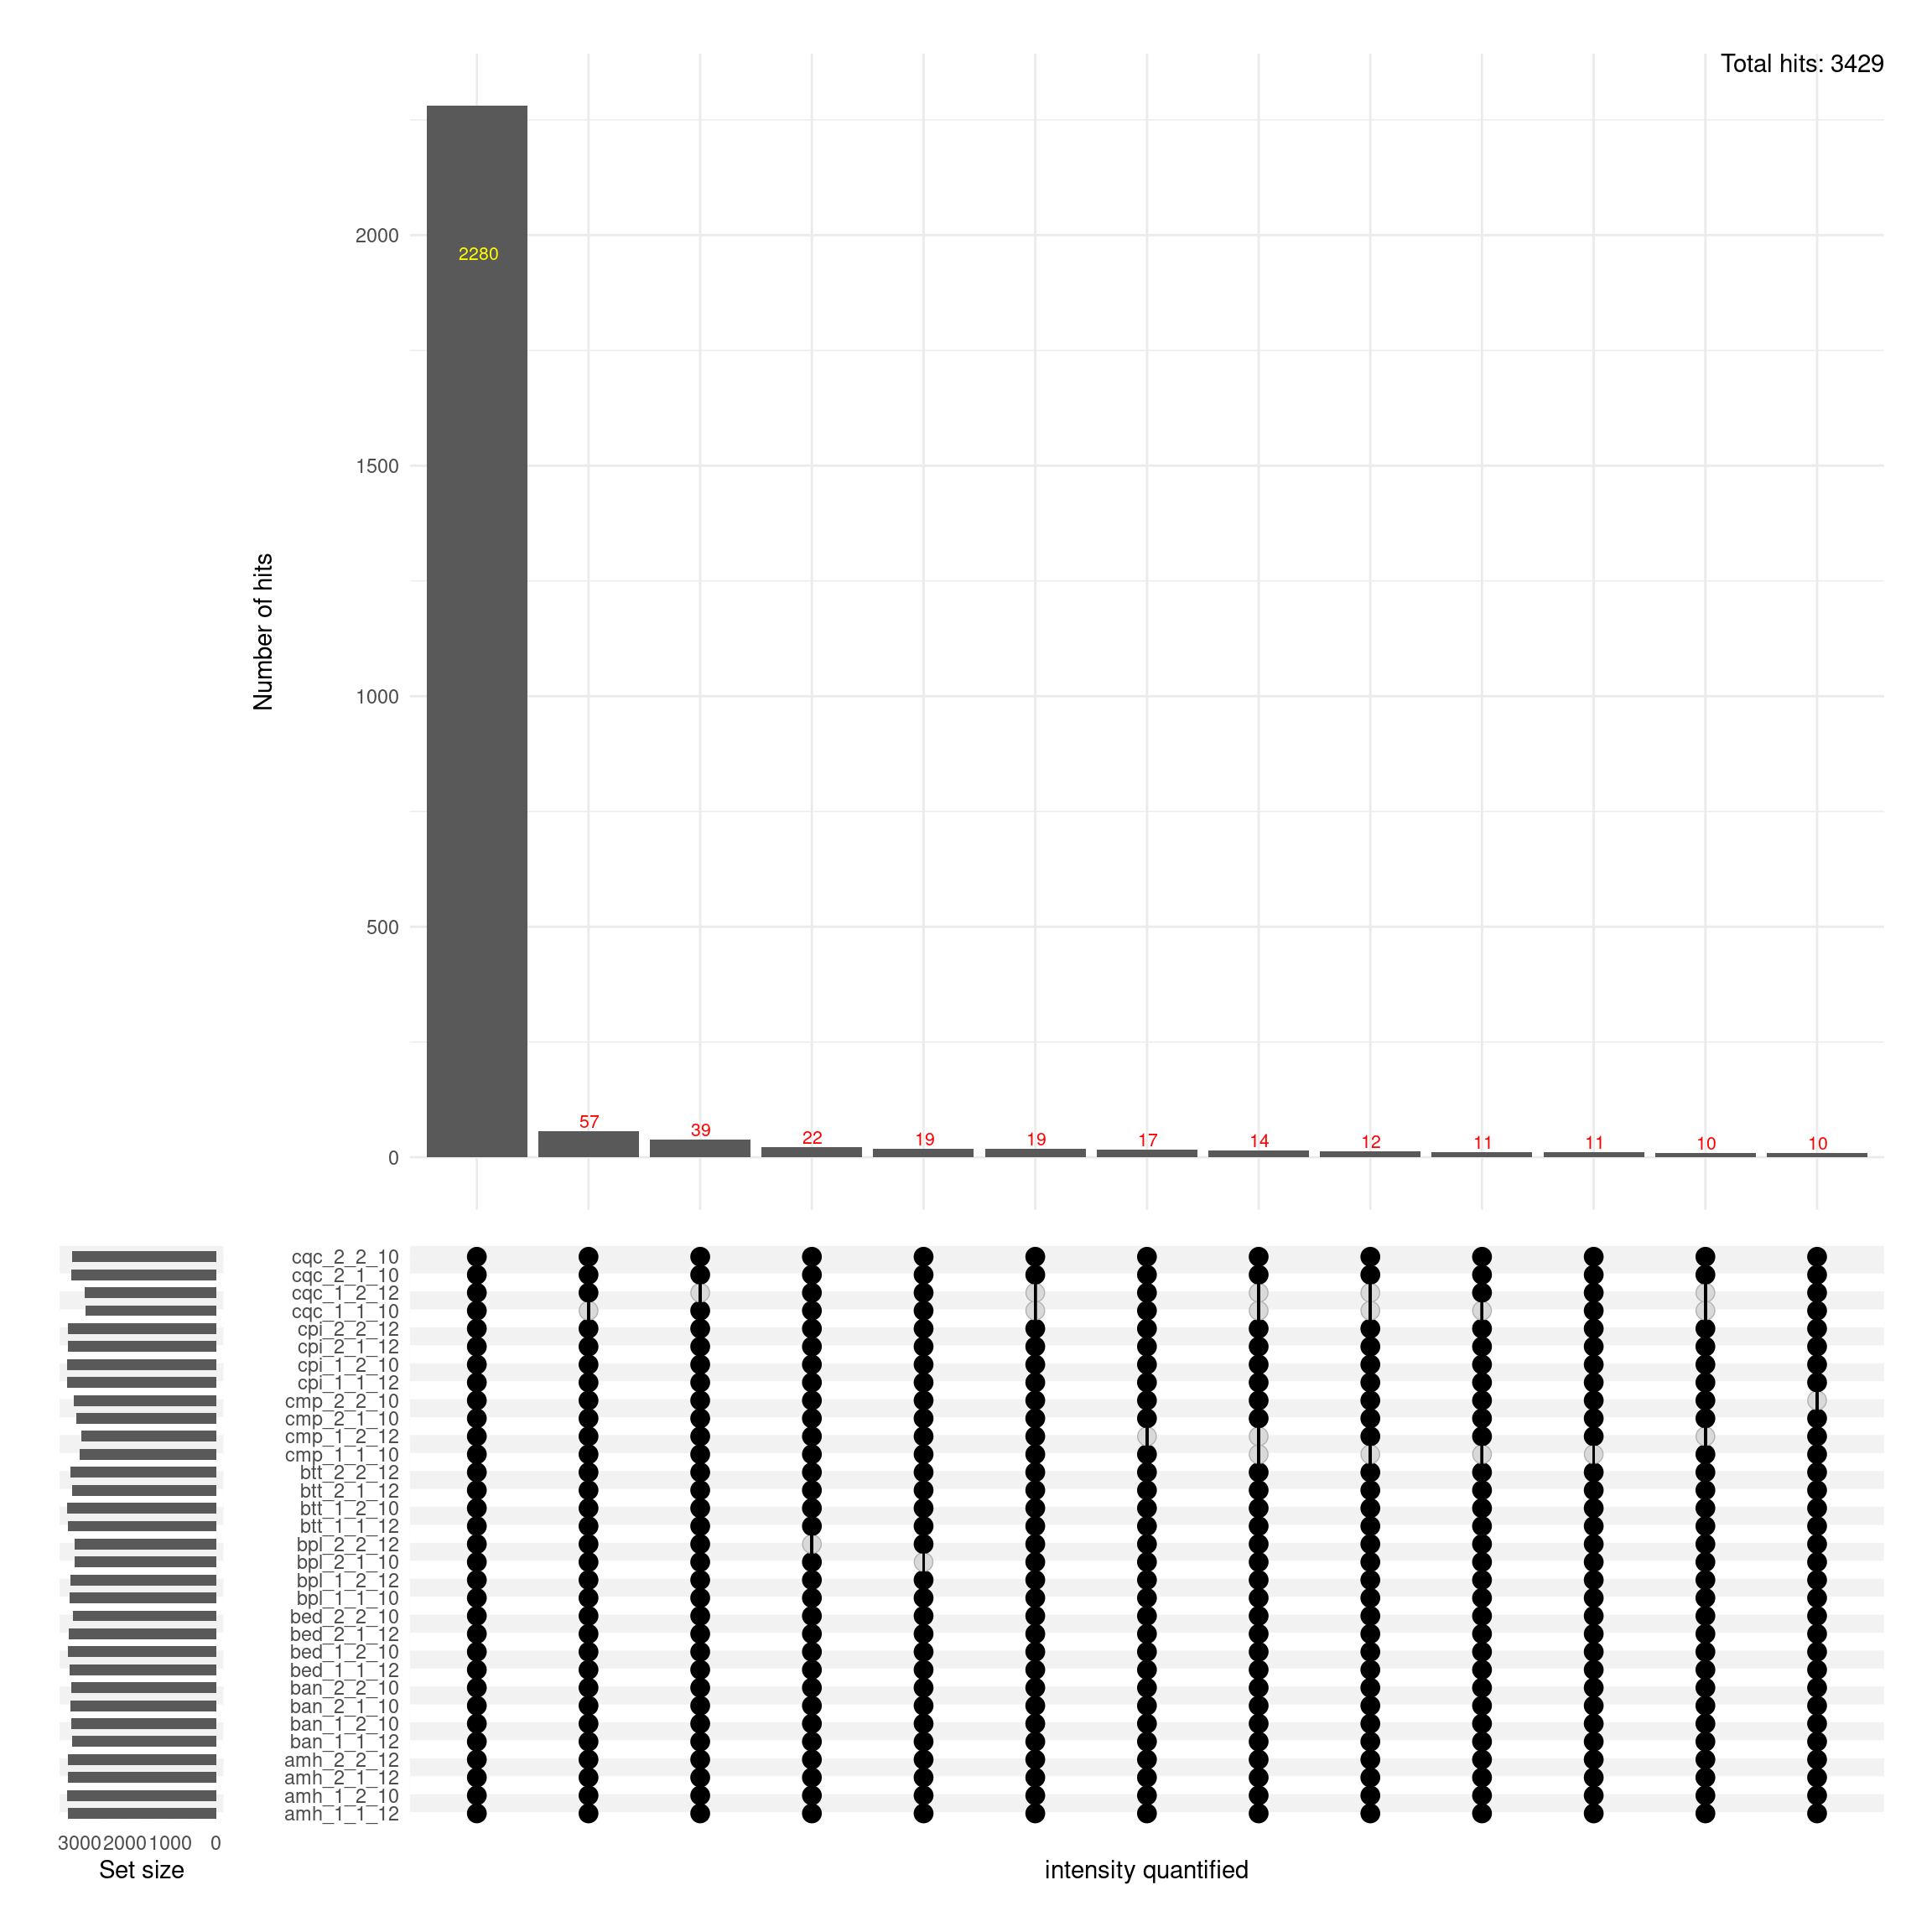 Total hits: 3429
Number of hits
2000
1500
1000
500
0
2280
57
39
22
19
19
17
14
12
11
11
10
10
cqc_2_2_10
cqc_2_1_10
cqc_1_2_12
cqc_1_1_10
cpi_2_2_12
cpi_2_1_12
cpi_1_2_10
cpi_1_1_12
cmp_2_2_10
cmp_2_1_10
cmp_1_2_12
cmp_1_1_10
btt_2_2_12
btt_2_1_12
btt_1_2_10
btt_1_1_12
bpl_2_2_12
bpl_2_1_10
bpl_1_2_12
bpl_1_1_10
bed_2_2_10
bed_2_1_12
bed_1_2_10
bed_1_1_12
ban_2_2_10
ban_2_1_10
ban_1_2_10
ban_1_1_12
amh_2_2_12
amh_2_1_12
amh_1_2_10
amh_1_1_12
3000 2000 1000 0
Set size
intensity quantified